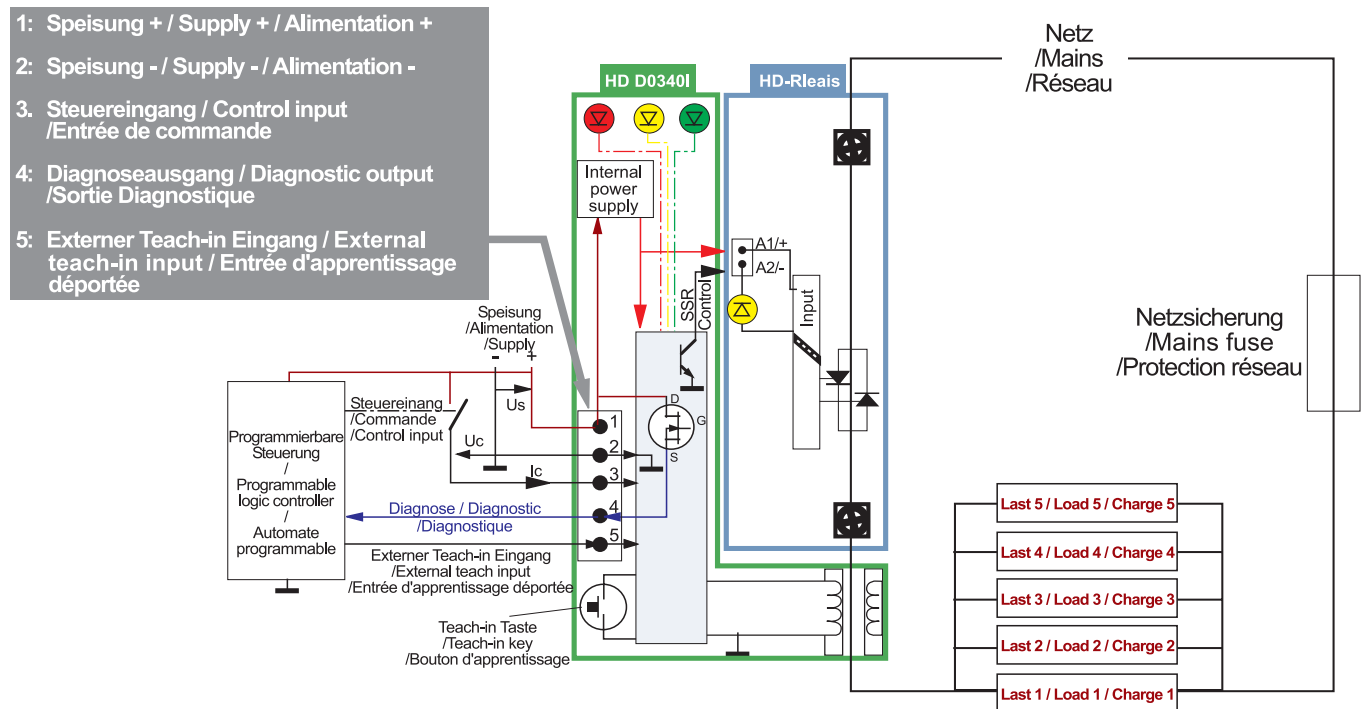 1: Speisung + / Supply + / Alimentation +
2: Speisung - / Supply - / Alimentation -
3. Steuereingang / Control input
/Entrée de commande
4: Diagnoseausgang / Diagnostic output
/Sortie Diagnostique
5: Externer Teach-in Eingang / External
teach-in input / Entrée d'apprentissage
déportée
HD D0340I
HD-Rleais
Netz
/Mains
/Réseau
Internal
power
supply
A1/+
A2/-
SSR
Control
Input
Netzsicherung
/Mains fuse
/Protection réseau
Speisung
/Alimentation
/Supply
- +
Us
Steuereinang
/Commande
/Control input
Uc
Ic
Programmierbare
Steuerung
/
Programmable
logic controller
/
Automate
programmable
Diagnose / Diagnostic
/Diagnostique
Externer Teach-in Eingang
/External teach input
/Entrée d'apprentissage déportée
1
2
3
4
5
D
G
S
Teach-in Taste
/Teach-in key
/Bouton d'apprentissage
Last 5 / Load 5 / Charge 5
Last 4 / Load 4 / Charge 4
Last 3 / Load 3 / Charge 3
Last 2 / Load 2 / Charge 2
Last 1 / Load 1 / Charge 1